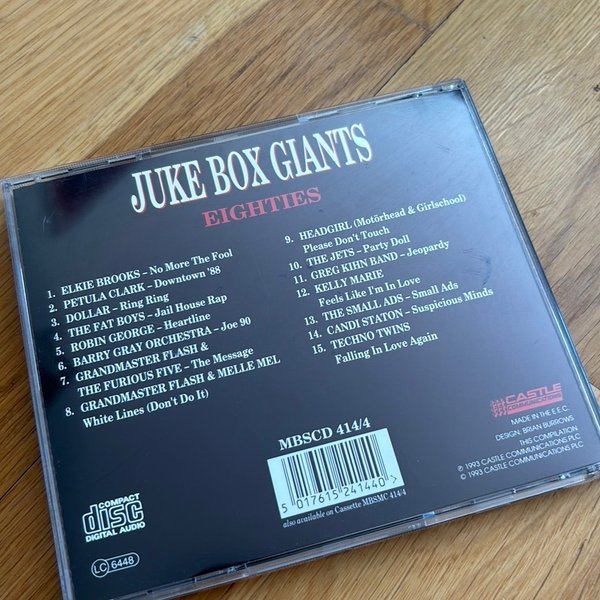 JUKE BOX GIANTS
EIGHTIES
1. ELKIE BROOKS – No More The Fool
2. PETULA CLARK – Downtown '88
3. DOLLAR – Ring Ring
4. THE FAT BOYS – Jail House Rap
5. ROBIN GEORGE – Heartline
6. BARRY GRAY ORCHESTRA – Joe 90
7. GRANDMASTER FLASH &
THE FURIOUS FIVE – The Message
8. GRANDMASTER FLASH & MELLE MEL
White Lines (Don't Do It)
9. HEADGIRL (Motörhead & Girlschool)
Please Don't Touch
10. THE JETS – Party Doll
11. GREG KIHN BAND – Jeopardy
12. KELLY MARIE
Feels Like I'm In Love
13. THE SMALL ADS – Small Ads
14. CANDI STATON – Suspicious Minds
15. TECHNO TWINS
Falling In Love Again
CASTLE
COMMUNICATIONS
MADE IN THE E.E.C.
DESIGN: BRIAN BURROWS
THIS COMPILATION
℗ 1993 CASTLE COMMUNICATIONS PLC
© 1993 CASTLE COMMUNICATIONS PLC
MBSCD 414/4
5 017615 241440 >
also available on Cassette MBSMC 414/4
COMPACT
disc
DIGITAL AUDIO
LC 6448